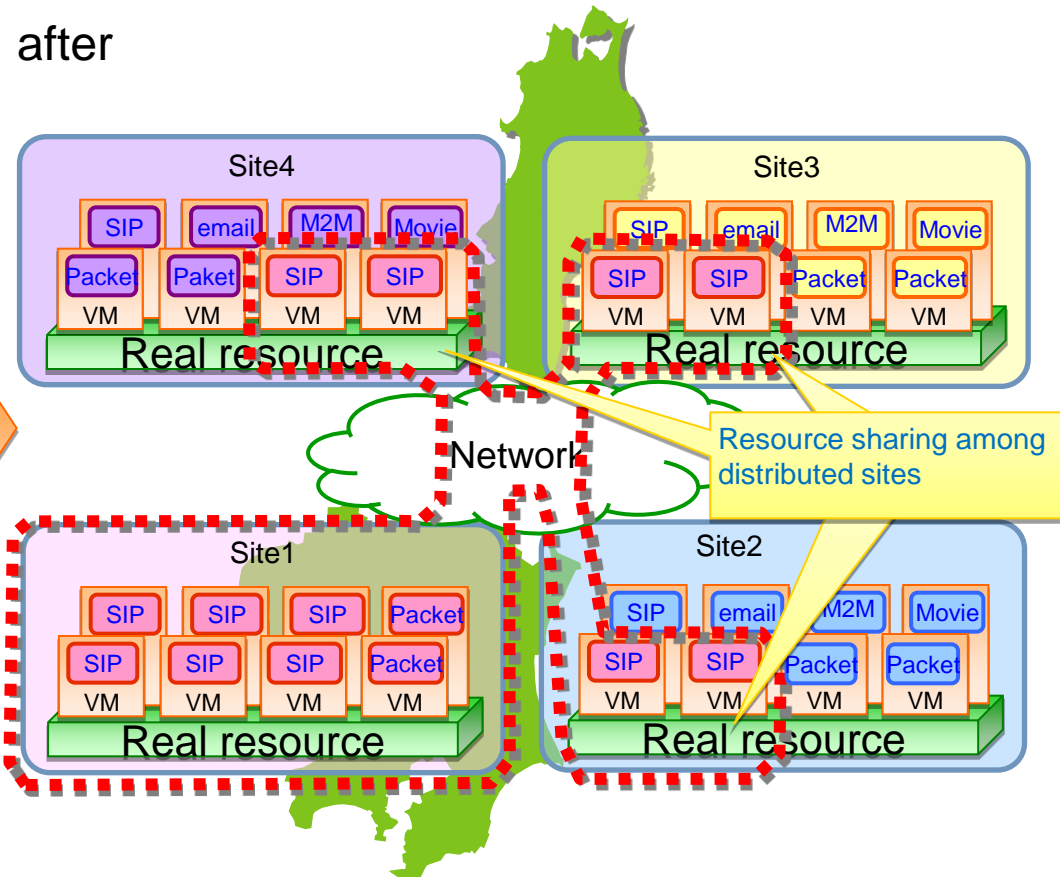 after
Site4
SIP email M2M Movie
Packet Paket SIP SIP
VM VM VM VM
Real resource
Site3
SIP email M2M Movie
SIP SIP Packet Packet
VM VM VM VM
Real resource
Network
Resource sharing among
distributed sites
Site1
SIP SIP SIP Packet
SIP SIP SIP Packet
VM VM VM VM
Real resource
Site2
SIP email M2M Movie
SIP SIP Packet Packet
VM VM VM VM
Real resource